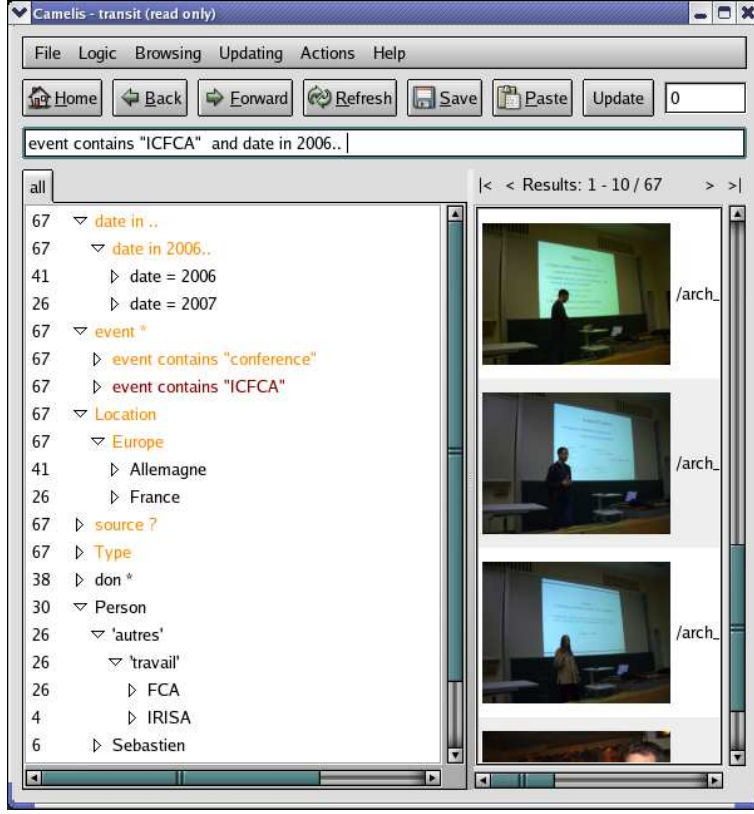 Camelis - transit (read only)
File Logic Browsing Updating Actions Help
Home Back Forward Refresh Save Paste Update 0
event contains "ICFCA"  and date in 2006..
all
|< < Results: 1 - 10 / 67 > >|
67 date in ..
67 date in 2006..
41 date = 2006
26 date = 2007
67 event *
67 event contains "conference"
67 event contains "ICFCA"
67 Location
67 Europe
41 Allemagne
26 France
67 source ?
67 Type
38 don *
30 Person
26 'autres'
26 'travail'
26 FCA
4 IRISA
6 Sebastien
/arch_
/arch_
/arch_